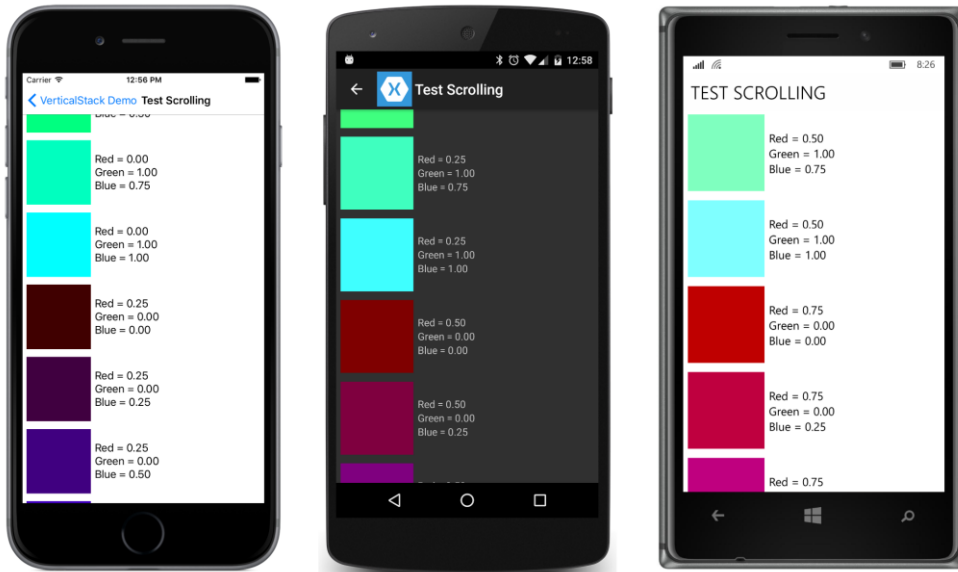 Carrier 12:56 PM
VerticalStack Demo Test Scrolling
Blue = 0.50
Red = 0.00
Green = 1.00
Blue = 0.75
Red = 0.00
Green = 1.00
Blue = 1.00
Red = 0.25
Green = 0.00
Blue = 0.00
Red = 0.25
Green = 0.00
Blue = 0.25
Red = 0.25
Green = 0.00
Blue = 0.50
12:58
Test Scrolling
Red = 0.25
Green = 1.00
Blue = 0.75
Red = 0.25
Green = 1.00
Blue = 1.00
Red = 0.50
Green = 0.00
Blue = 0.00
Red = 0.50
Green = 0.00
Blue = 0.25
8:26
TEST SCROLLING
Red = 0.50
Green = 1.00
Blue = 0.75
Red = 0.50
Green = 1.00
Blue = 1.00
Red = 0.75
Green = 0.00
Blue = 0.00
Red = 0.75
Green = 0.00
Blue = 0.25
Red = 0.75